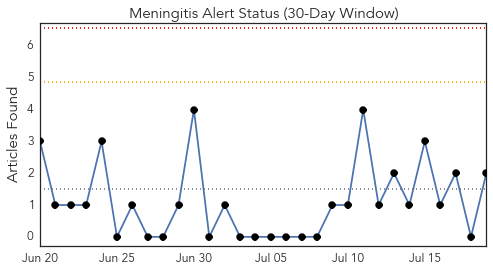 Meningitis Alert Status (30-Day Window)
Articles Found
6
5
4
3
2
1
0
Jun 20
Jun 25
Jun 30
Jul 05
Jul 10
Jul 15